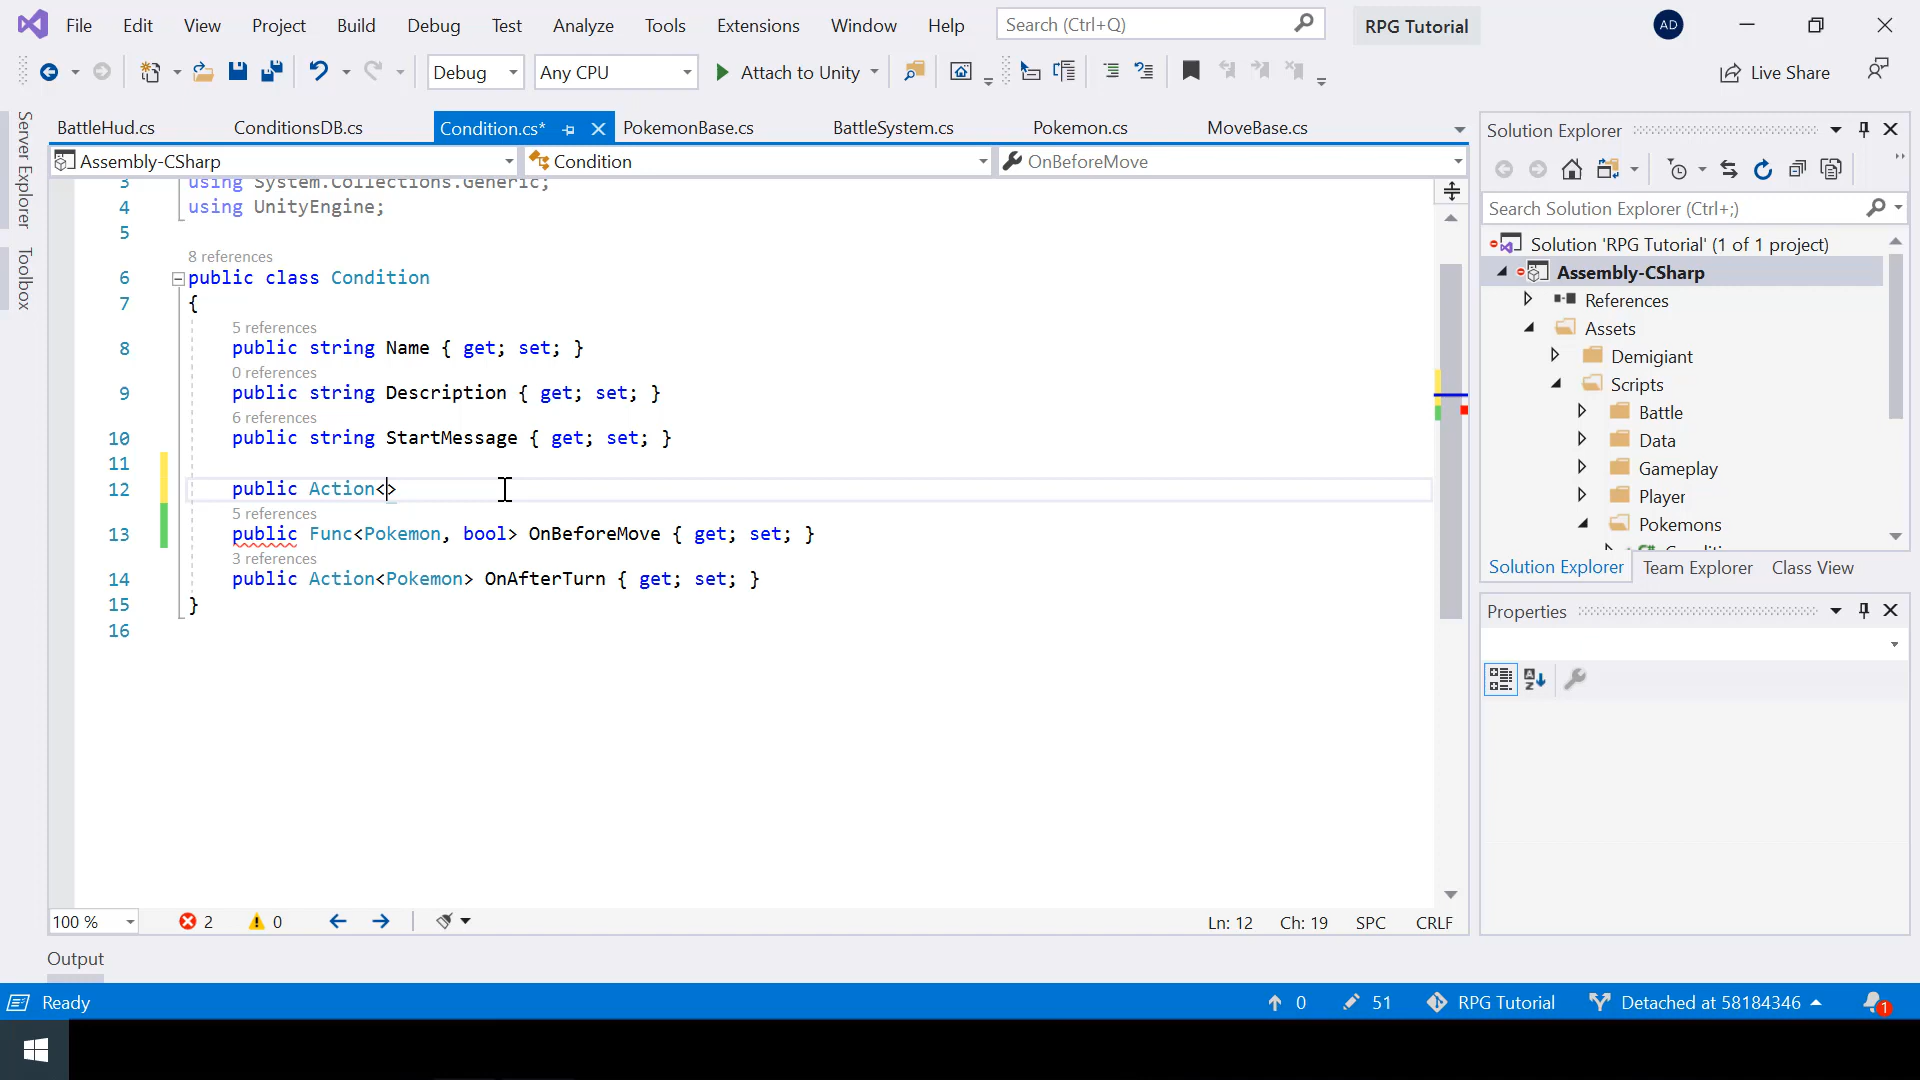 File Edit View Project Build Debug Test Analyze Tools Extensions Window Help Search (Ctrl+Q) RPG Tutorial AD
Debug Any CPU Attach to Unity Live Share
Server Explorer
Toolbox
BattleHud.cs ConditionsDB.cs Condition.cs* PokemonBase.cs BattleSystem.cs Pokemon.cs MoveBase.cs
Assembly-CSharp Condition OnBeforeMove
3 using System.Collections.Generic;
4 using UnityEngine;
5
8 references
6 public class Condition
7 {
5 references
8 public string Name { get; set; }
0 references
9 public string Description { get; set; }
6 references
10 public string StartMessage { get; set; }
11
12 public Action<>
5 references
13 public Func<Pokemon, bool> OnBeforeMove { get; set; }
3 references
14 public Action<Pokemon> OnAfterTurn { get; set; }
15 }
16
100 % 2 0 Ln: 12 Ch: 19 SPC CRLF
Output
Solution Explorer
Search Solution Explorer (Ctrl+;)
Solution 'RPG Tutorial' (1 of 1 project)
Assembly-CSharp
References
Assets
Demigiant
Scripts
Battle
Data
Gameplay
Player
Pokemons
Solution Explorer Team Explorer Class View
Properties
Ready 0 51 RPG Tutorial Detached at 58184346 1